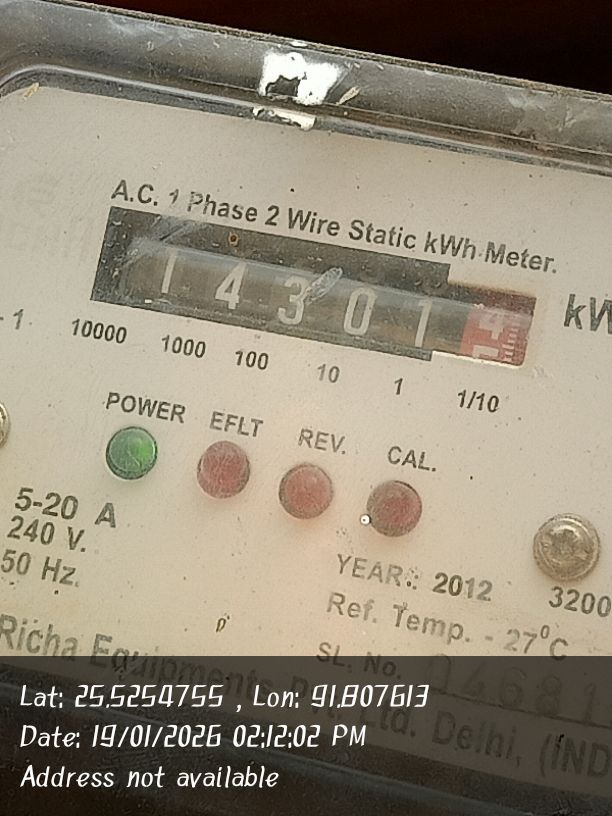 A.C. 1 Phase 2 Wire Static kWh Meter.
1 4 3 0 1 4
- 1 10000 1000 100 10 1 1/10
POWER EFLT REV. CAL.
5-20 A
240 V.
50 Hz.
YEAR : 2012 3200
Ref. Temp. - 27°C
SL. No.
Richa Equipments Ltd. Delhi, (IND
Lat: 25.5254755 , Lon: 91.807613
Date: 19/01/2026 02:12:02 PM
Address not available